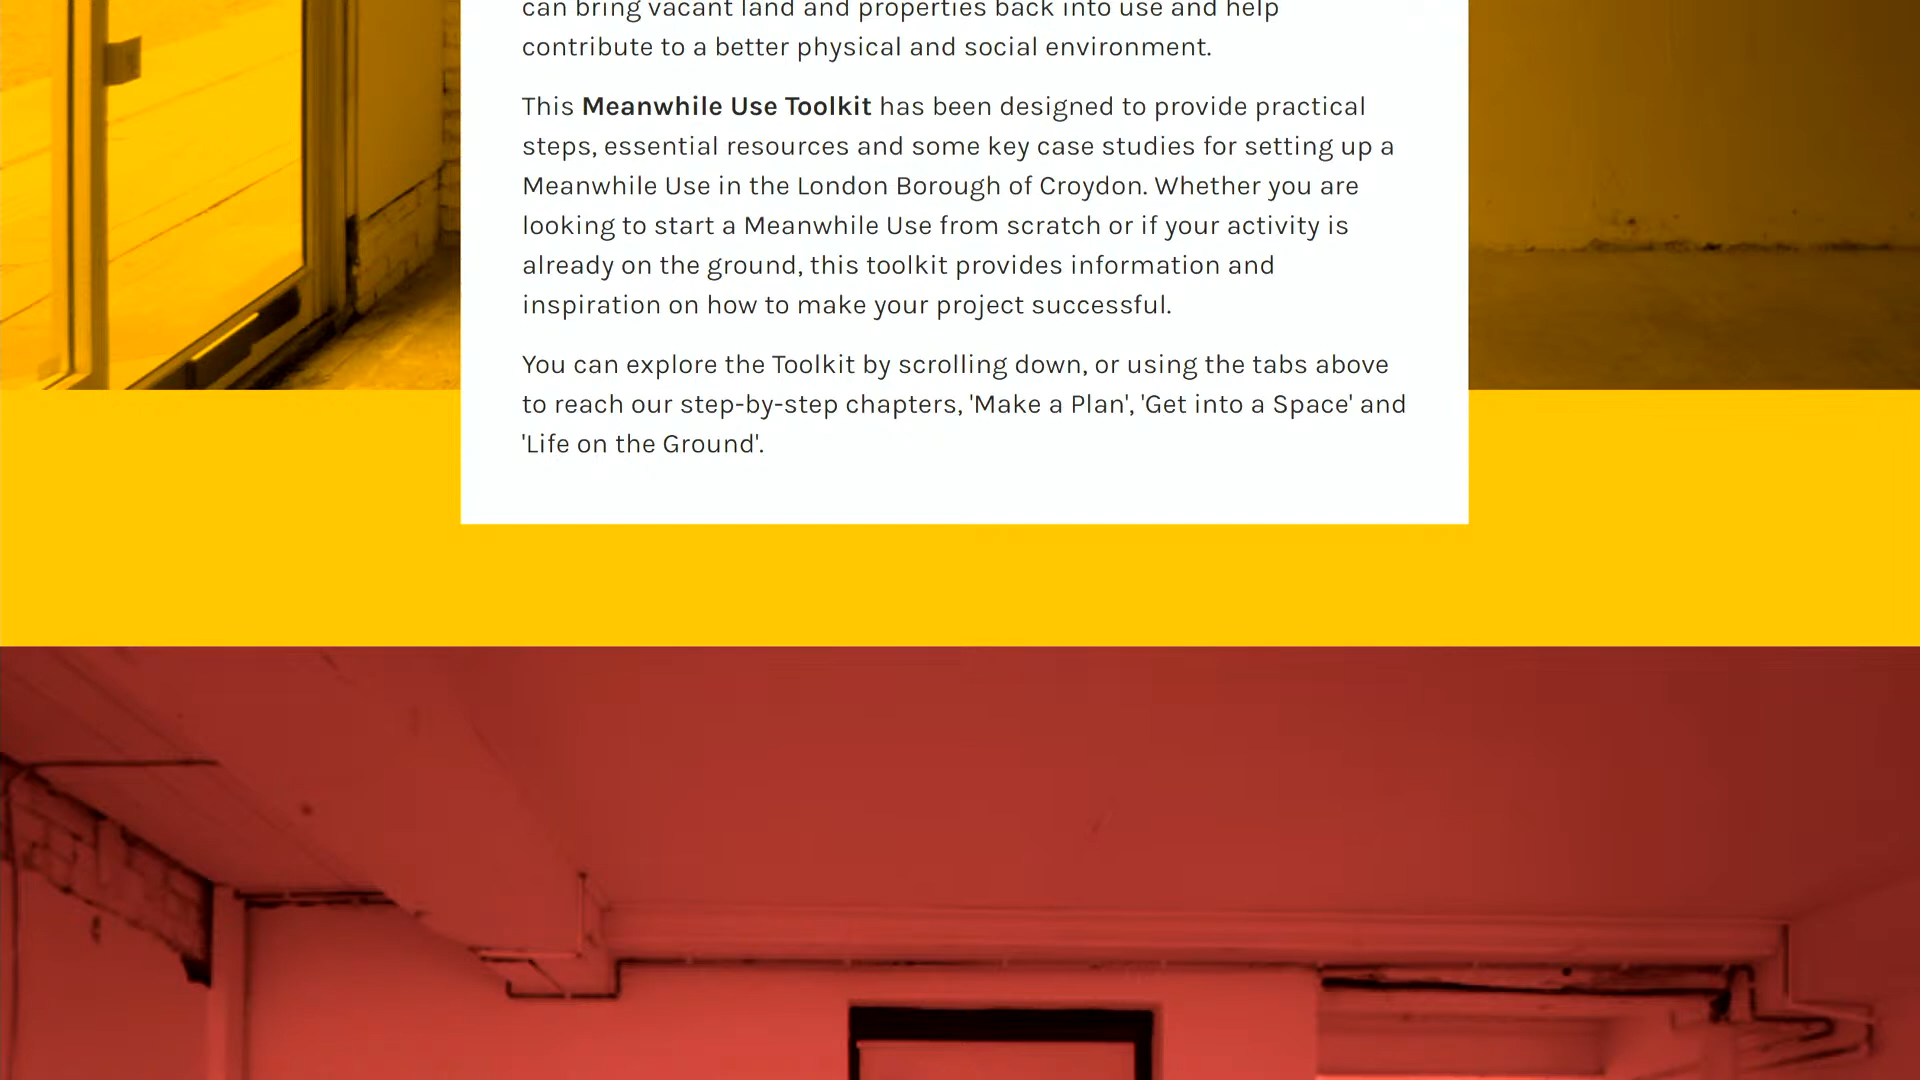 can bring vacant land and properties back into use and help
contribute to a better physical and social environment.
This Meanwhile Use Toolkit has been designed to provide practical
steps, essential resources and some key case studies for setting up a
Meanwhile Use in the London Borough of Croydon. Whether you are
looking to start a Meanwhile Use from scratch or if your activity is
already on the ground, this toolkit provides information and
inspiration on how to make your project successful.
You can explore the Toolkit by scrolling down, or using the tabs above
to reach our step-by-step chapters, 'Make a Plan', 'Get into a Space' and
'Life on the Ground'.